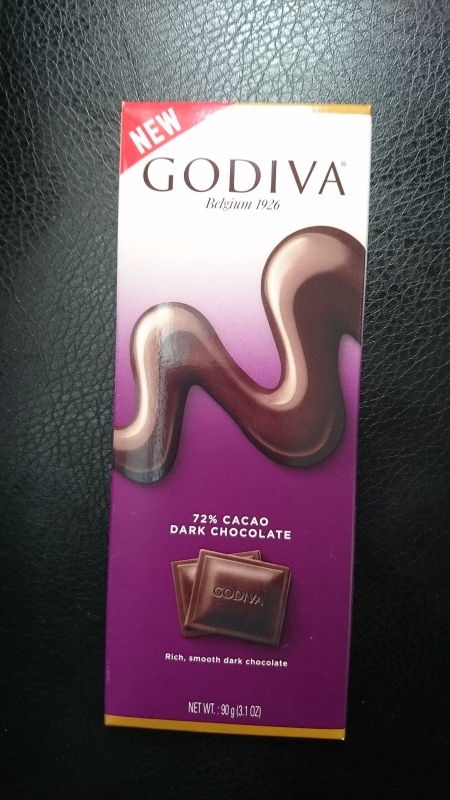 NEW
GODIVA®
Belgium 1926
72% CACAO
DARK CHOCOLATE
GODIVA
Rich, smooth dark chocolate
NET WT. : 90 g (3.1 OZ)